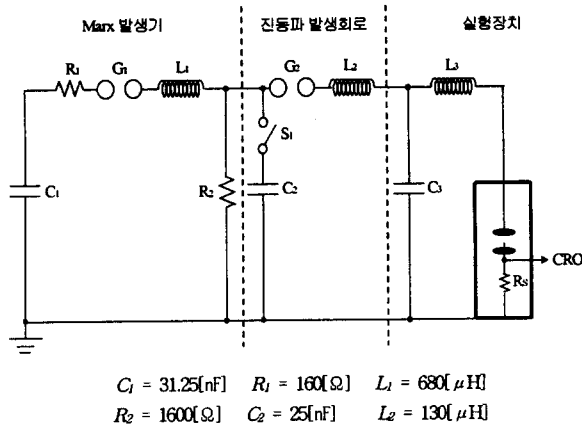 Marx 발생기 진동파 발생회로 실험장치
R₁ G₁ L₁ G₂ L₂ L₃
S₁
C₁ R₂ C₂ C₃
CRO
Rs
C₁ = 31.25[nF] R₁ = 160[Ω] L₁ = 680[μH]
R₂ = 1600[Ω] C₂ = 25[nF] L₂ = 130[μH]